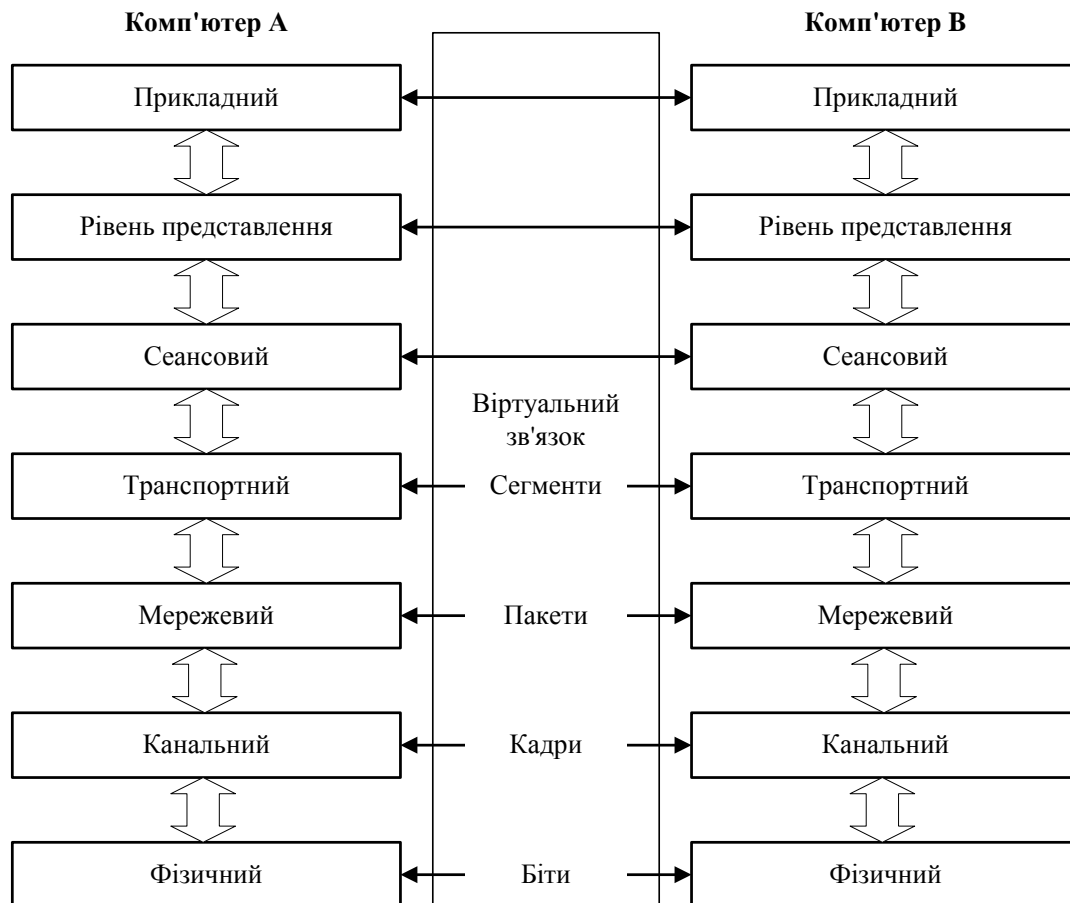 Комп'ютер А
Комп'ютер В
Прикладний
Прикладний
Рівень представлення
Рівень представлення
Сеансовий
Сеансовий
Віртуальний
зв'язок
Транспортний
Сегменти
Транспортний
Мережевий
Пакети
Мережевий
Канальний
Кадри
Канальний
Фізичний
Біти
Фізичний